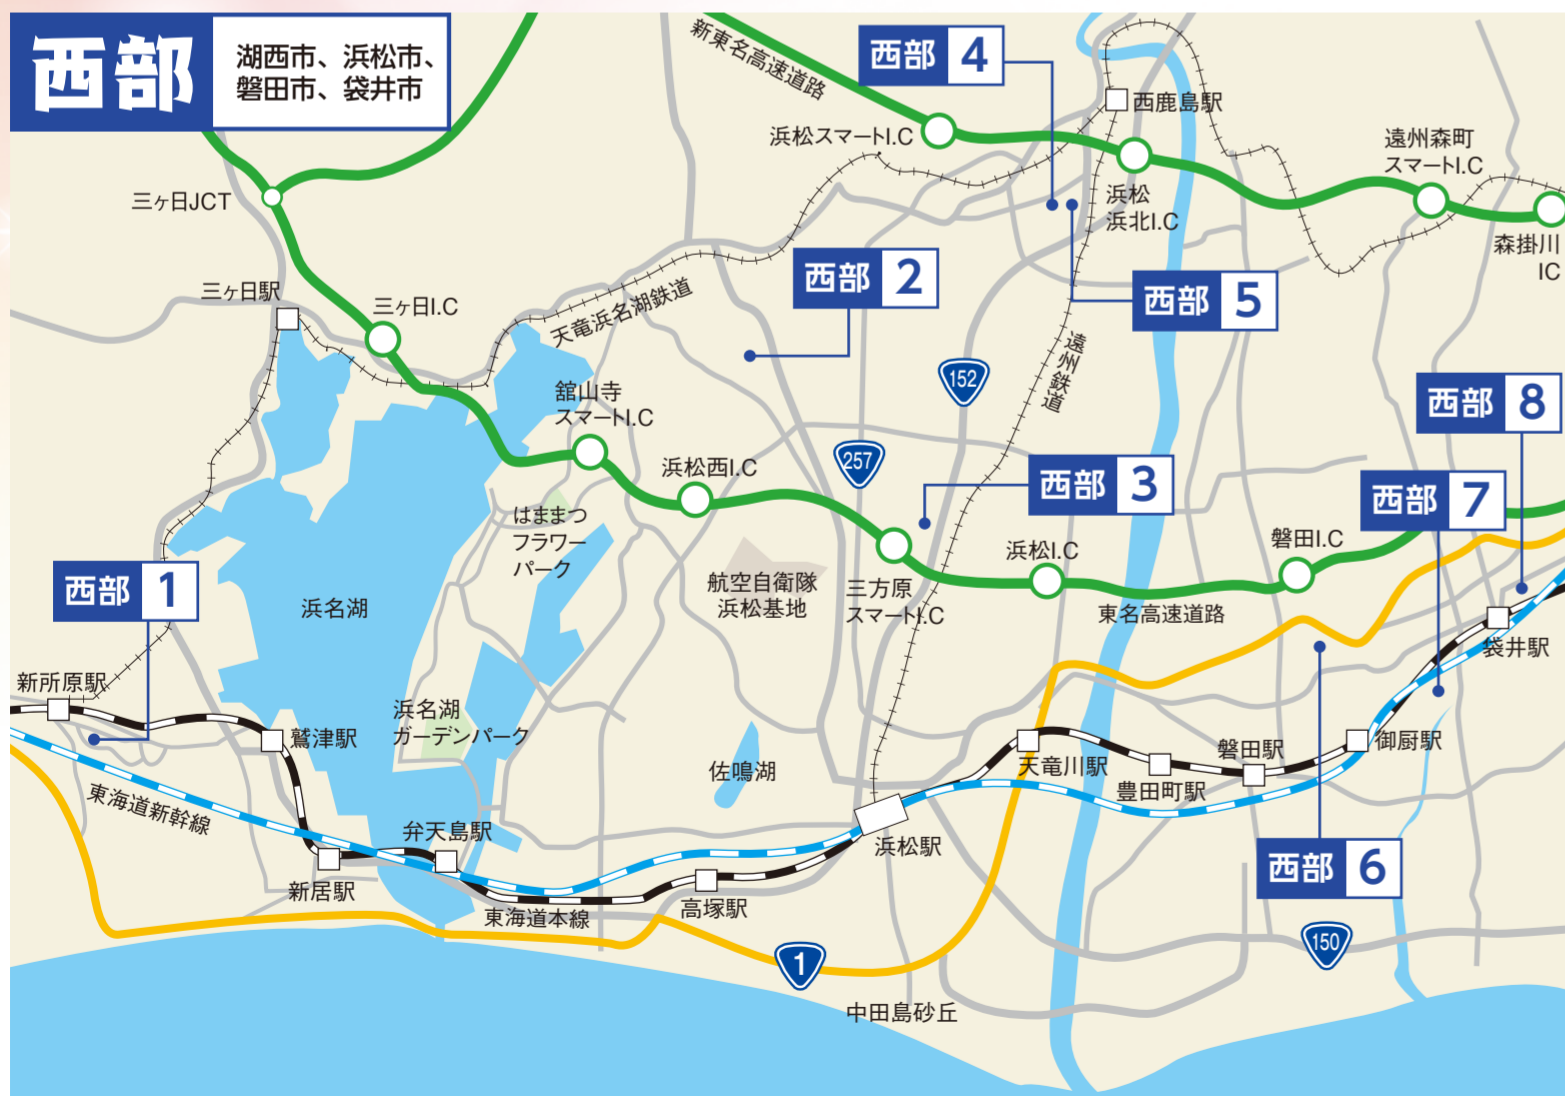 西部
湖西市、浜松市、
磐田市、袋井市
新東名高速道路
西部 4
西鹿島駅
浜松スマートI.C
遠州森町
スマートI.C
三ヶ日JCT
浜松
浜北I.C
森掛川
IC
西部 2
三ヶ日駅
三ヶ日I.C
天竜浜名湖鉄道
西部 5
遠州鉄道
152
舘山寺
スマートI.C
西部 8
257
浜松西I.C
西部 3
西部 7
はままつ
フラワー
パーク
浜松I.C
磐田I.C
西部 1
浜名湖
航空自衛隊
浜松基地
三方原
スマートI.C
東名高速道路
袋井駅
新所原駅
浜名湖
ガーデンパーク
鷲津駅
御厨駅
磐田駅
天竜川駅
佐鳴湖
豊田町駅
東海道新幹線
弁天島駅
浜松駅
西部 6
新居駅
高塚駅
東海道本線
150
1
中田島砂丘